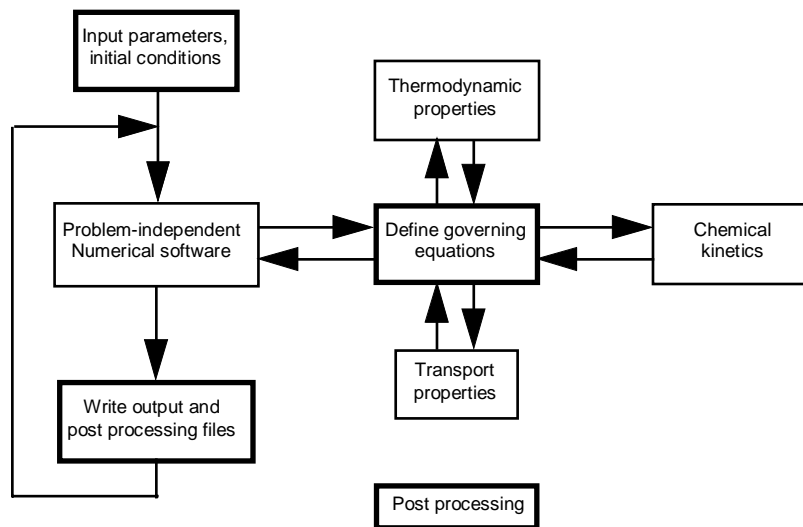 Input parameters,
initial conditions
Thermodynamic
properties
Problem-independent
Numerical software
Define governing
equations
Chemical
kinetics
Transport
properties
Write output and
post processing files
Post processing